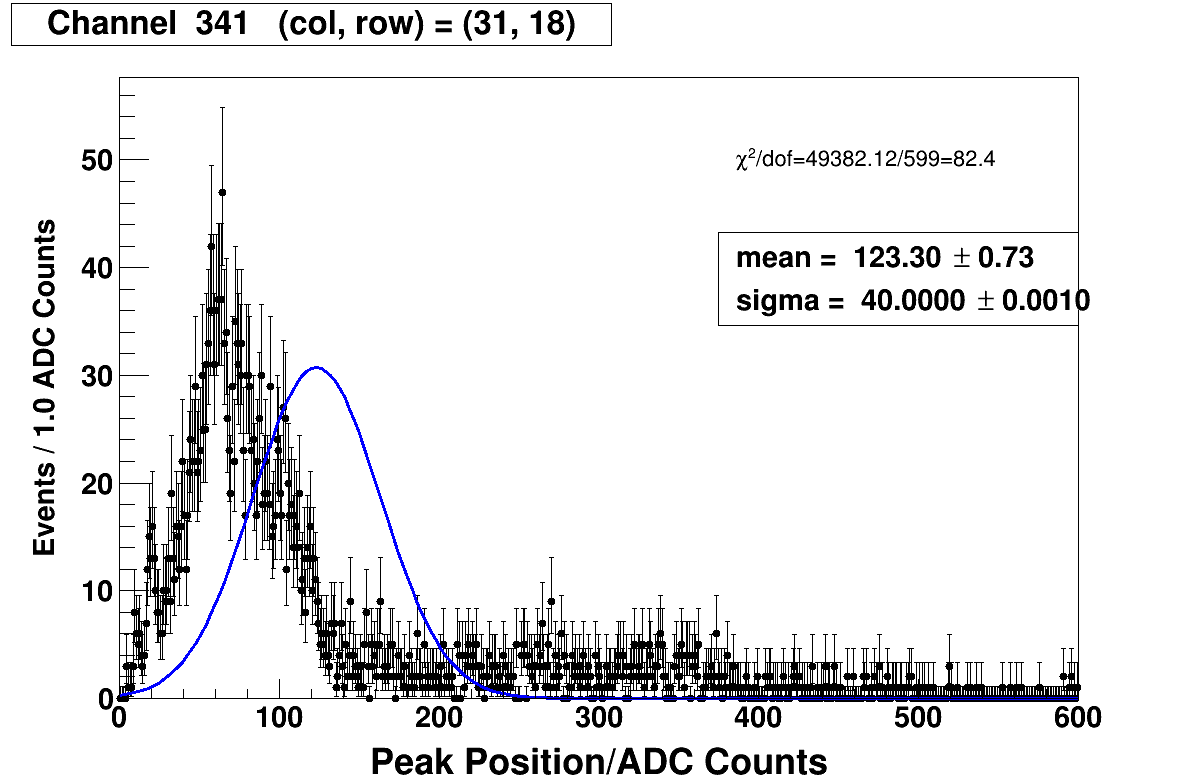 Channel 341 (col, row) = (31, 18)
χ²/dof=49382.12/599=82.4
mean = 123.30 ± 0.73
sigma = 40.0000 ± 0.0010
Events / 1.0 ADC Counts
50
40
30
20
10
0
0 100 200 300 400 500 600
Peak Position/ADC Counts